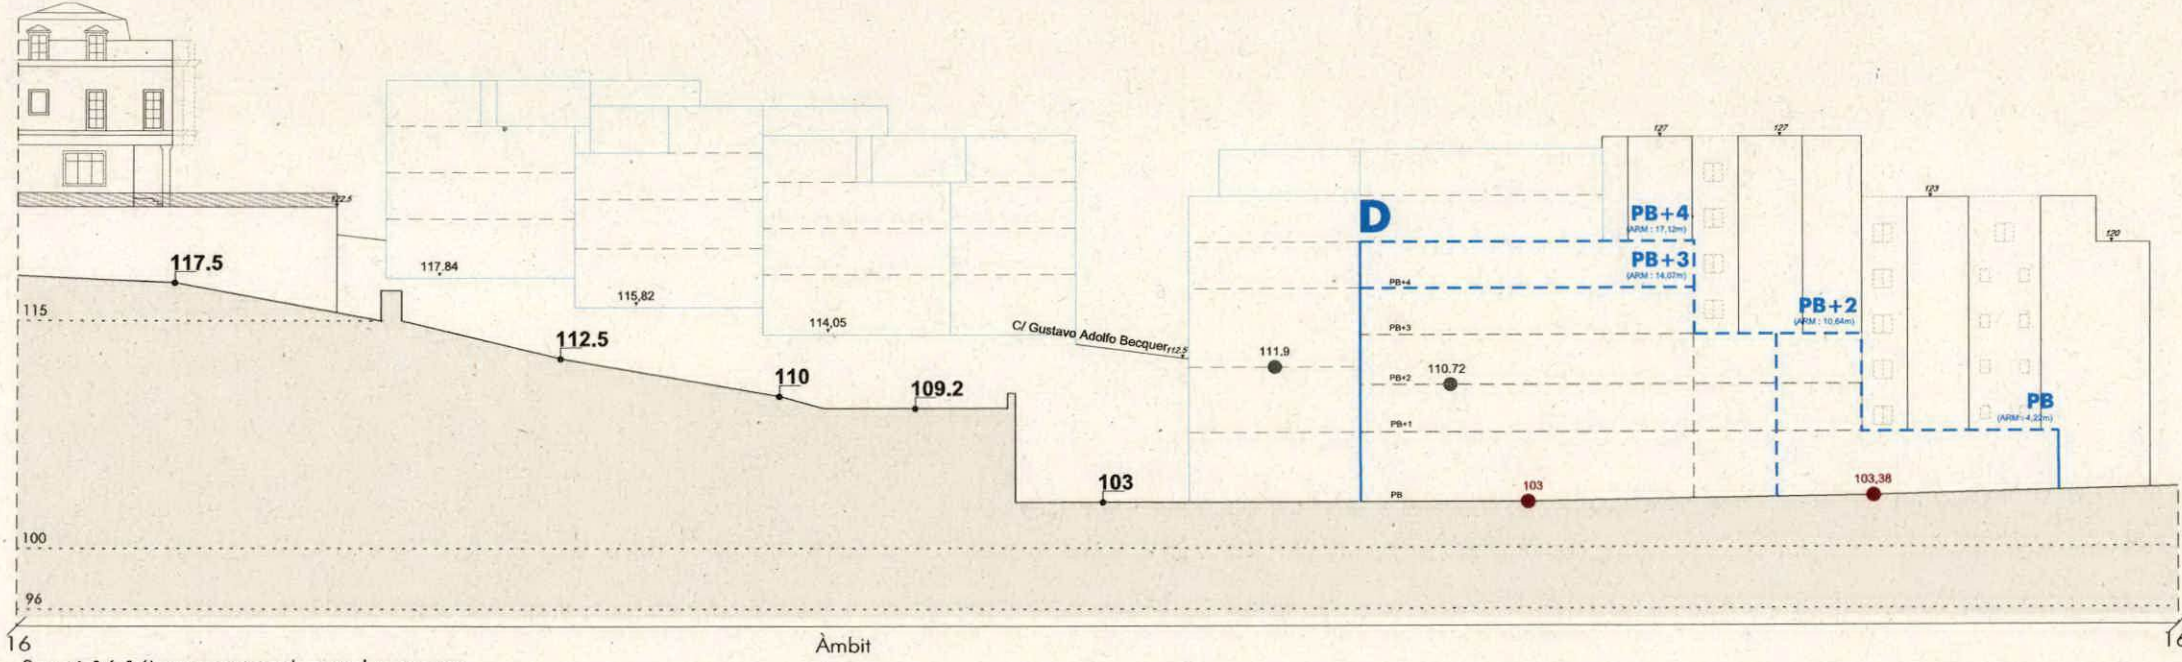 127
127
123
122.5
D
PB+4
(ARM : 17,12m)
120
117.5
117.84
PB+3
(ARM : 14,07m)
PB+4
115,82
PB+2
(ARM : 10,64m)
115
114,05
C/ Gustavo Adolfo Becquer
112.5
PB+3
112.5
111.9
110.72
110
PB+2
109.2
PB
(ARM : 4,22m)
PB+1
103
PB
103
103,38
100
96
16
Àmbit
16